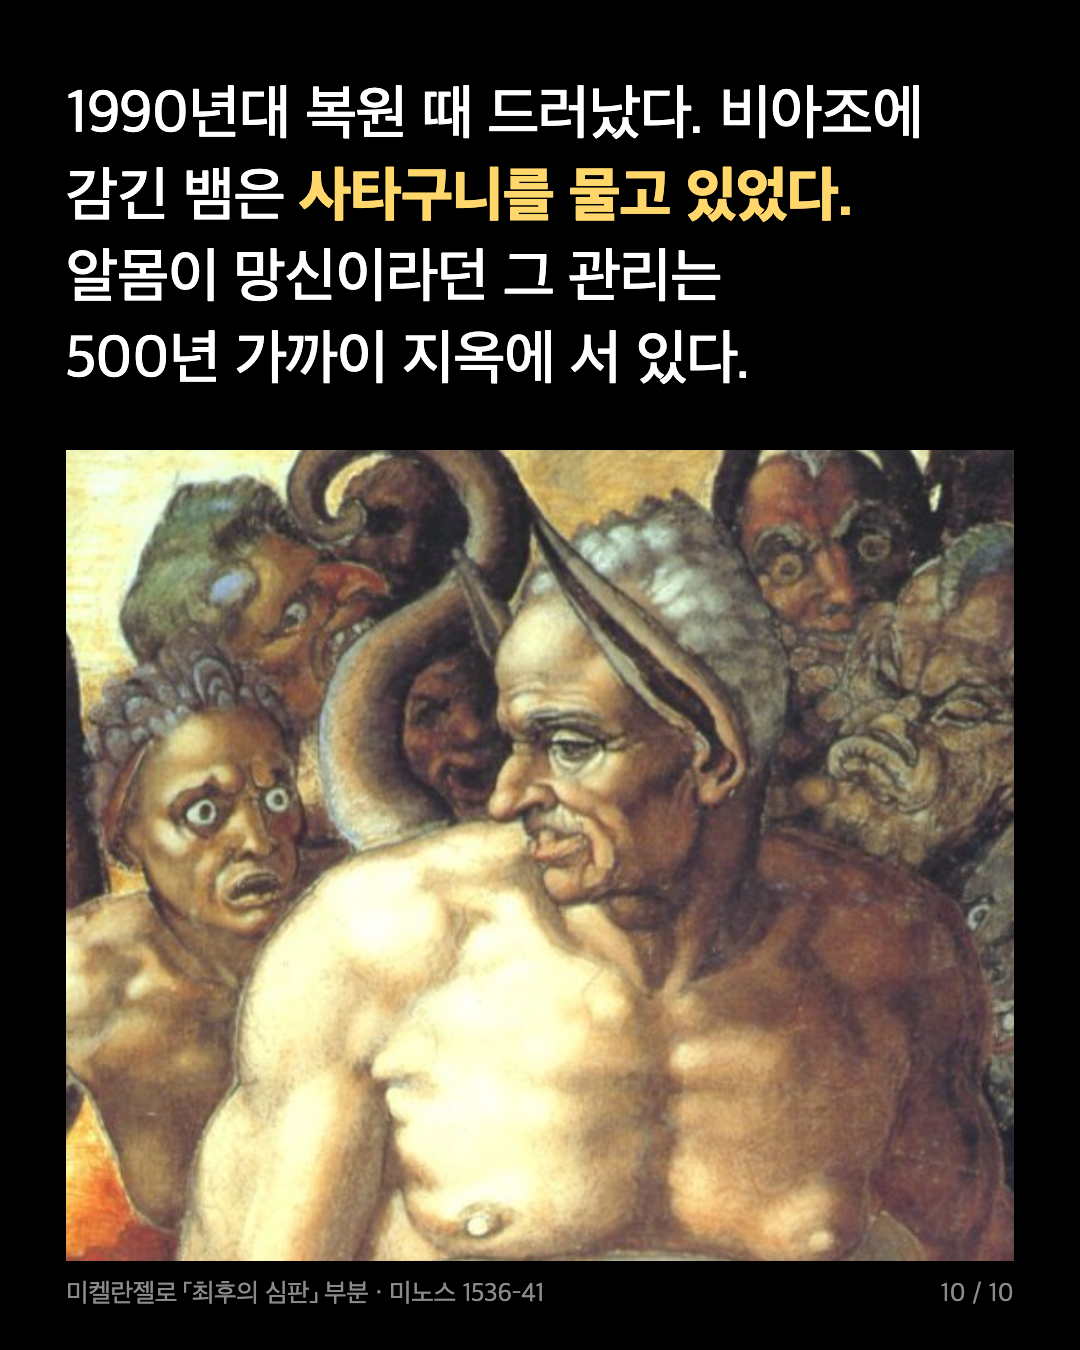 1990년대 복원 때 드러났다. 비아조에
감긴 뱀은 사타구니를 물고 있었다.
알몸이 망신이라던 그 관리는
500년 가까이 지옥에 서 있다.
미켈란젤로 「최후의 심판」 부분 · 미노스 1536-41
10 / 10